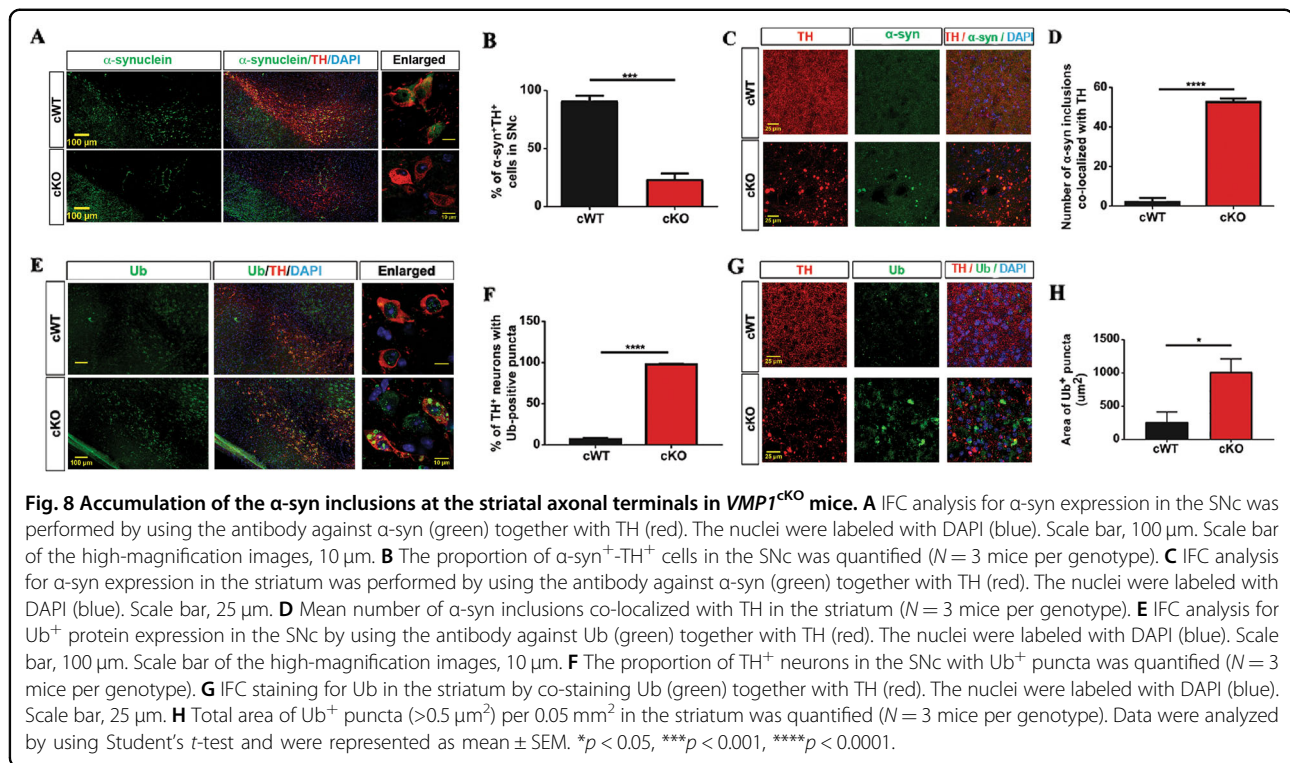 A
α-synuclein
α-synuclein/TH/DAPI
Enlarged
cWT
100 μm
cKO
100 μm
10 μm
B
% of α-syn⁺TH⁺
cells in SNc
100
50
0
***
cWT
cKO
C
TH
α-syn
TH / α-syn / DAPI
cWT
25 μm
cKO
25 μm
D
Number of α-syn inclusions
co-localized with TH
60
40
20
0
****
cWT
cKO
E
Ub
Ub/TH/DAPI
Enlarged
cWT
cKO
100 μm
10 μm
F
% of TH⁺ neurons with
Ub-positive puncta
150
100
50
0
****
cWT
cKO
G
TH
Ub
TH / Ub / DAPI
cWT
25 μm
cKO
25 μm
H
Area of Ub⁺ puncta
(um²)
1500
1000
500
0
*
cWT
cKO
Fig. 8 Accumulation of the α-syn inclusions at the striatal axonal terminals in VMP1ᶜᴷᴼ mice. A IFC analysis for α-syn expression in the SNc was
performed by using the antibody against α-syn (green) together with TH (red). The nuclei were labeled with DAPI (blue). Scale bar, 100 μm. Scale bar
of the high-magnification images, 10 μm. B The proportion of α-syn⁺-TH⁺ cells in the SNc was quantified (N = 3 mice per genotype). C IFC analysis
for α-syn expression in the striatum was performed by using the antibody against α-syn (green) together with TH (red). The nuclei were labeled with
DAPI (blue). Scale bar, 25 μm. D Mean number of α-syn inclusions co-localized with TH in the striatum (N = 3 mice per genotype). E IFC analysis for
Ub⁺ protein expression in the SNc by using the antibody against Ub (green) together with TH (red). The nuclei were labeled with DAPI (blue). Scale
bar, 100 μm. Scale bar of the high-magnification images, 10 μm. F The proportion of TH⁺ neurons in the SNc with Ub⁺ puncta was quantified (N = 3
mice per genotype). G IFC staining for Ub in the striatum by co-staining Ub (green) together with TH (red). The nuclei were labeled with DAPI (blue).
Scale bar, 25 μm. H Total area of Ub⁺ puncta (>0.5 μm²) per 0.05 mm² in the striatum was quantified (N = 3 mice per genotype). Data were analyzed
by using Student's t-test and were represented as mean ± SEM. *p < 0.05, ***p < 0.001, ****p < 0.0001.